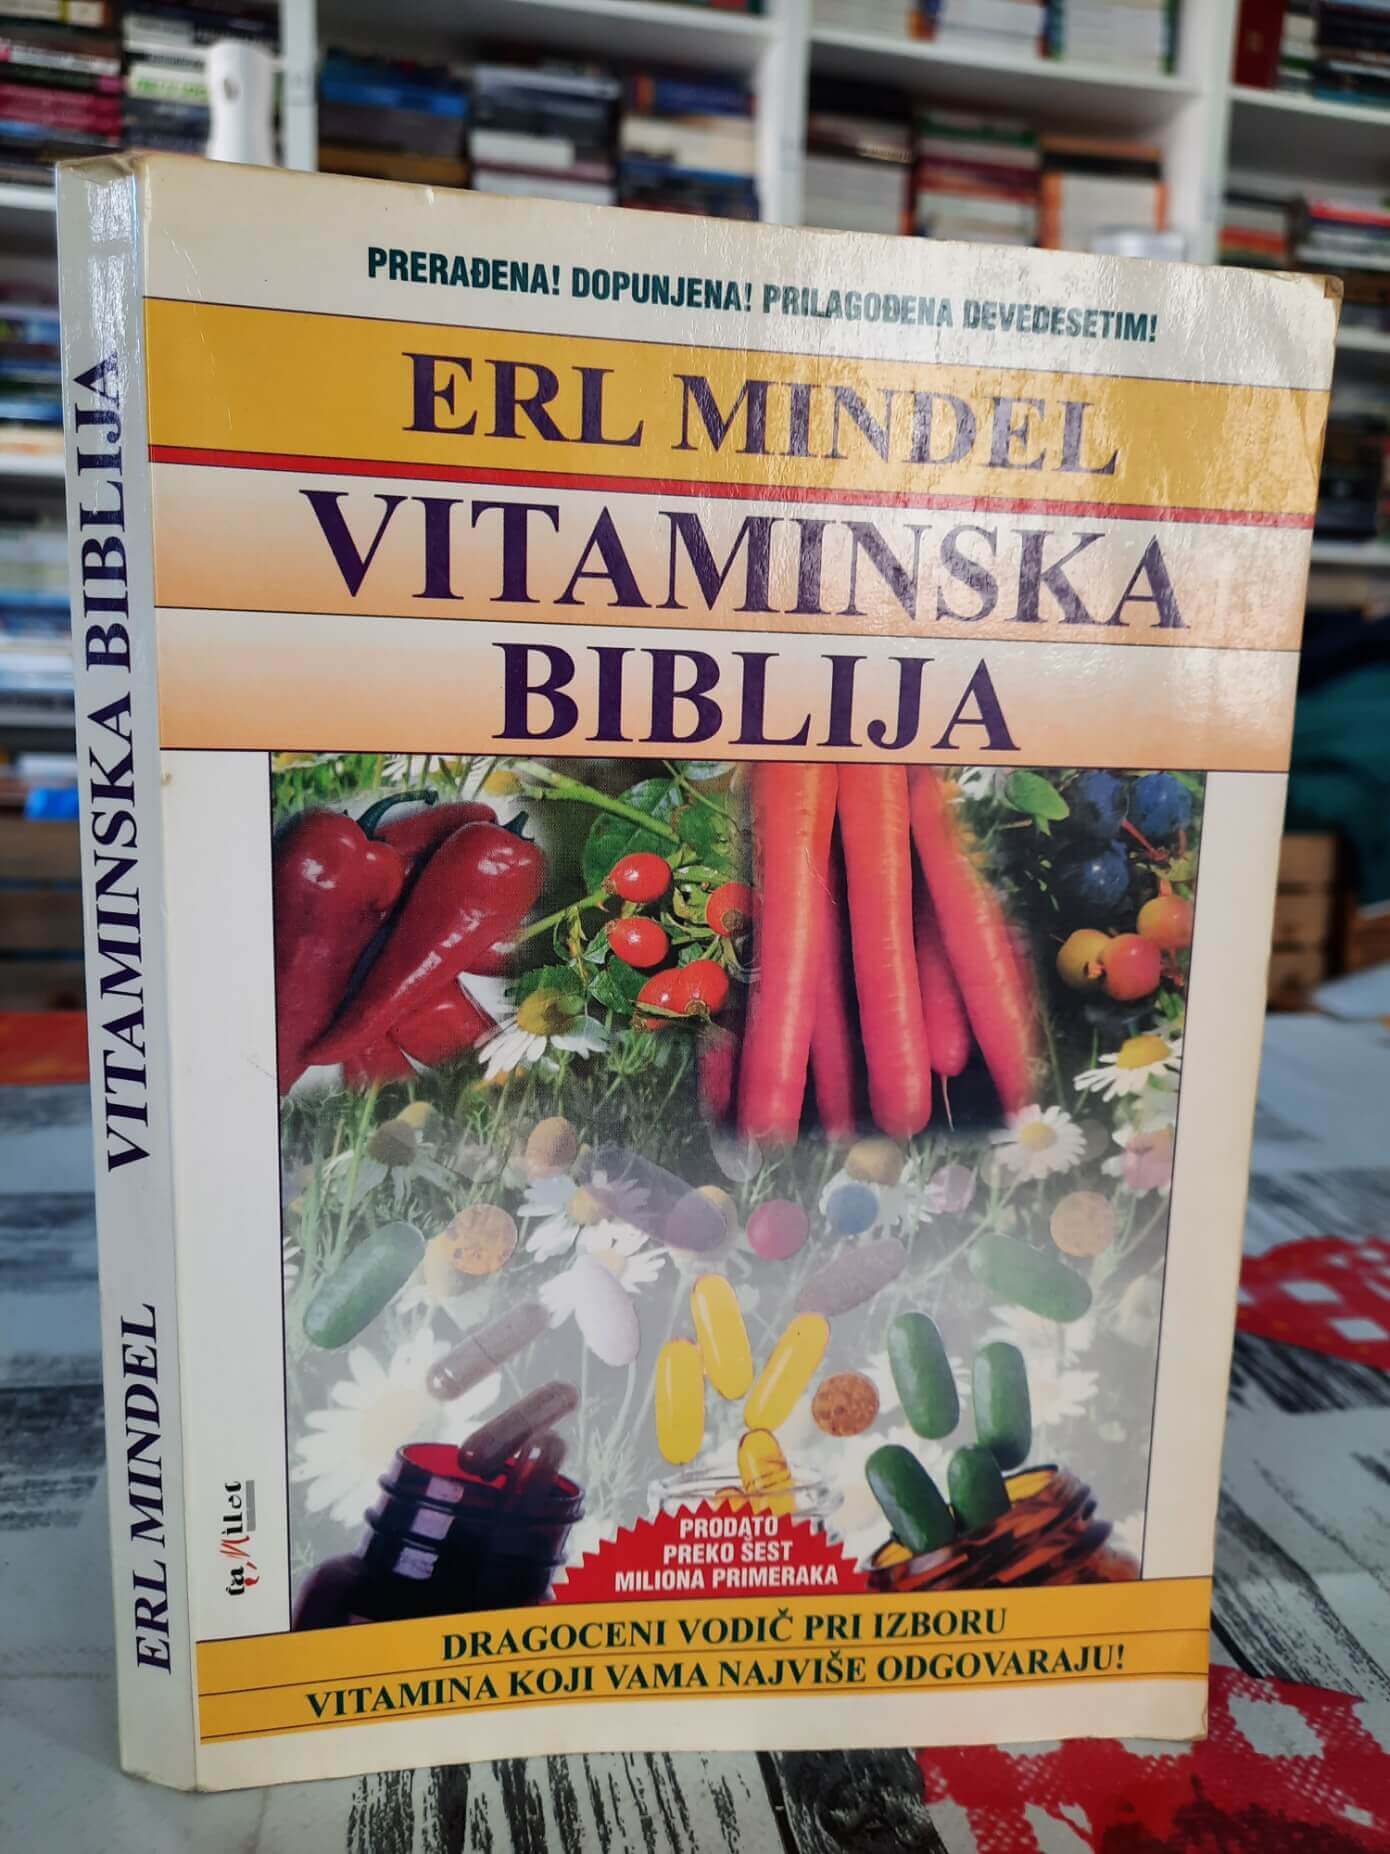 PRERAĐENA! DOPUNJENA! PRILAGOĐENA DEVEDESETIM!
ERL MINDEL
VITAMINSKA
BIBLIJA
PRODATO
PREKO ŠEST
MILIONA PRIMERAKA
DRAGOCENI VODIČ PRI IZBORU
VITAMINA KOJI VAMA NAJVIŠE ODGOVARAJU!
ERL MINDEL VITAMINSKA BIBLIJA